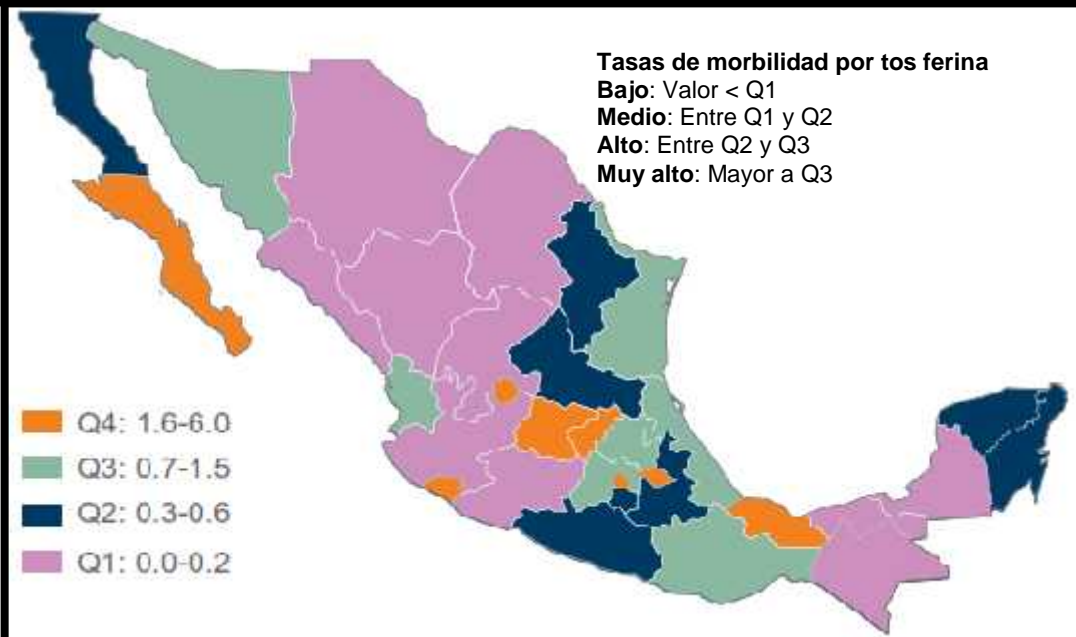 Tasas de morbilidad por tos ferina
Bajo: Valor < Q1
Medio: Entre Q1 y Q2
Alto: Entre Q2 y Q3
Muy alto: Mayor a Q3
Q4: 1.6-6.0
Q3: 0.7-1.5
Q2: 0.3-0.6
Q1: 0.0-0.2